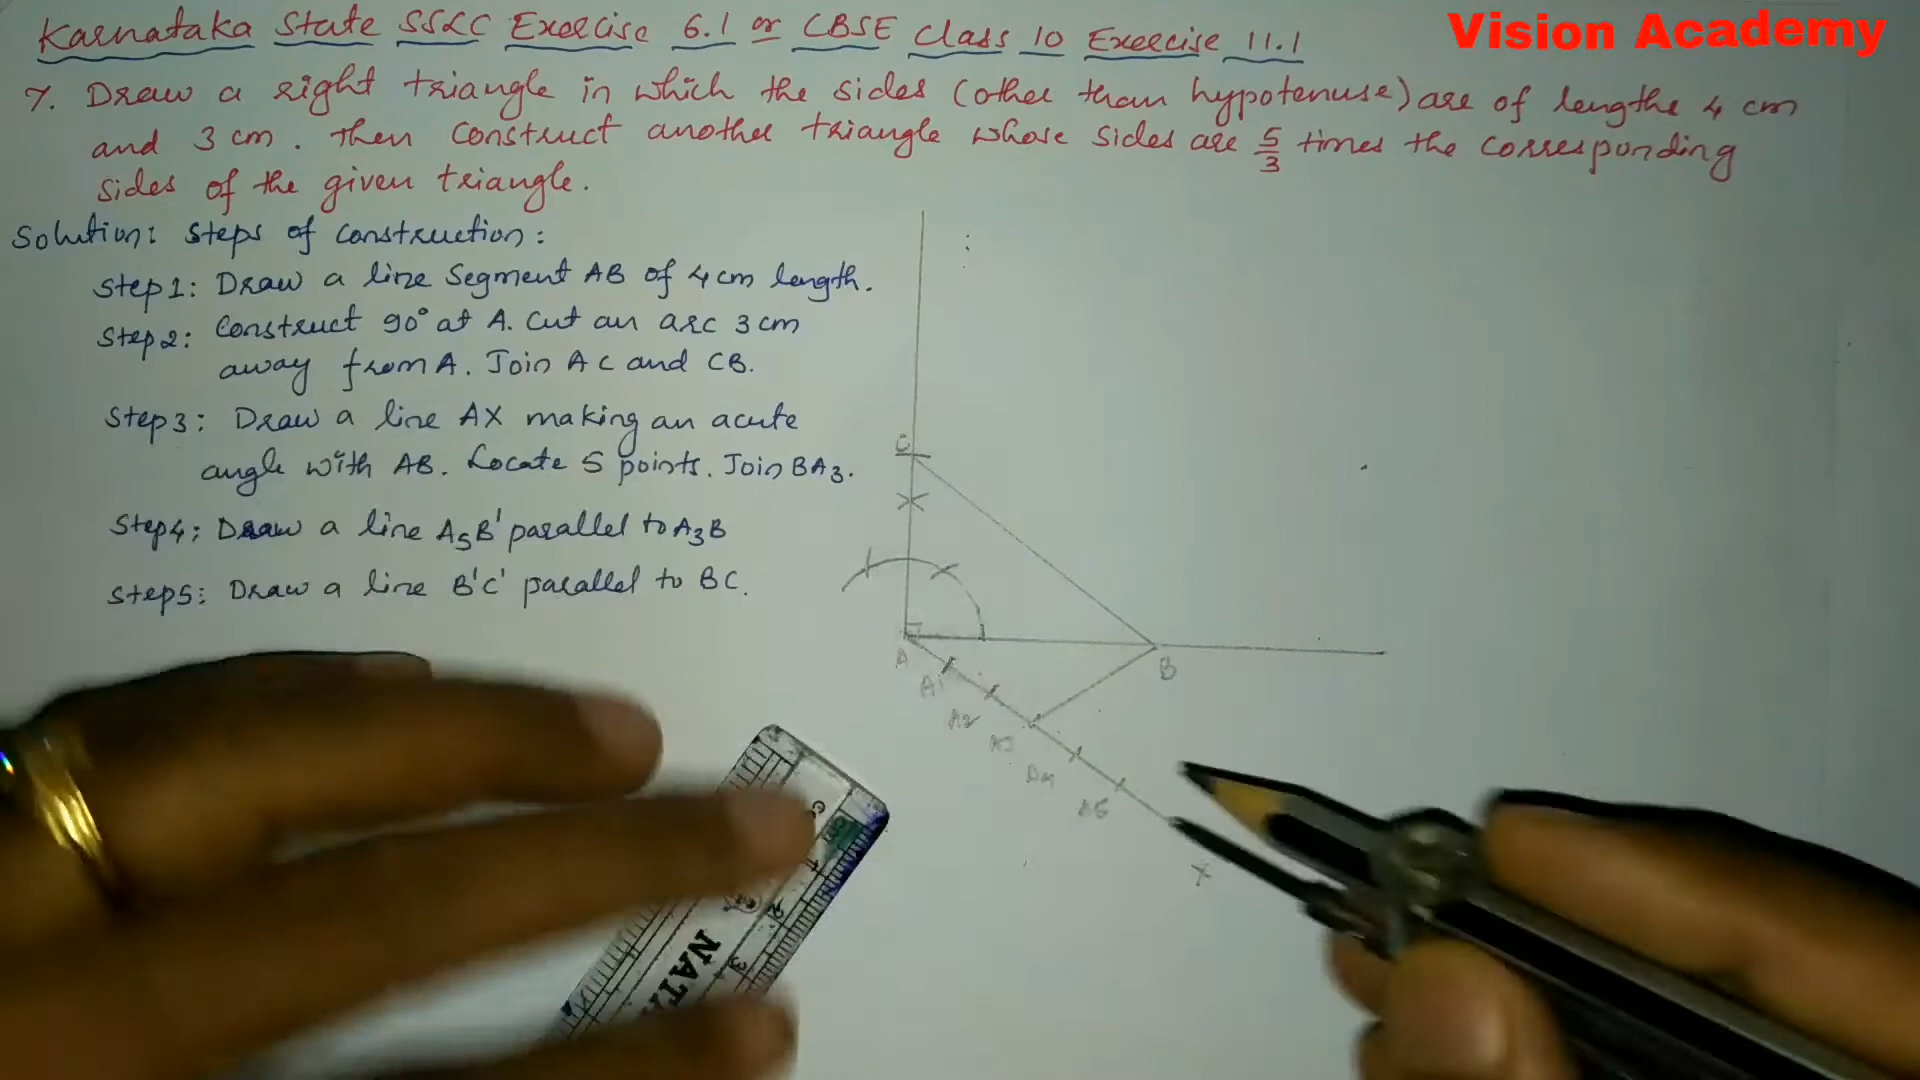 Karnataka State SSLC Exercise 6.1 or CBSE Class 10 Exercise 11.1
Vision Academy
7. Draw a right triangle in which the sides (other than hypotenuse) are of lengths 4 cm
and 3 cm. Then construct another triangle whose sides are 5/3 times the corresponding
sides of the given triangle.
Solution: Steps of construction:
Step 1: Draw a line segment AB of 4 cm length.
Step 2: Construct 90° at A. Cut an arc 3 cm
away from A. Join AC and CB.
Step 3: Draw a line AX making an acute
angle with AB. Locate 5 points. Join BA3.
Step 4: Draw a line A5B' parallel to A3B
Step 5: Draw a line B'C' parallel to BC.
C
A
B
A1
A2
A3
A4
A5
X
1
2
3